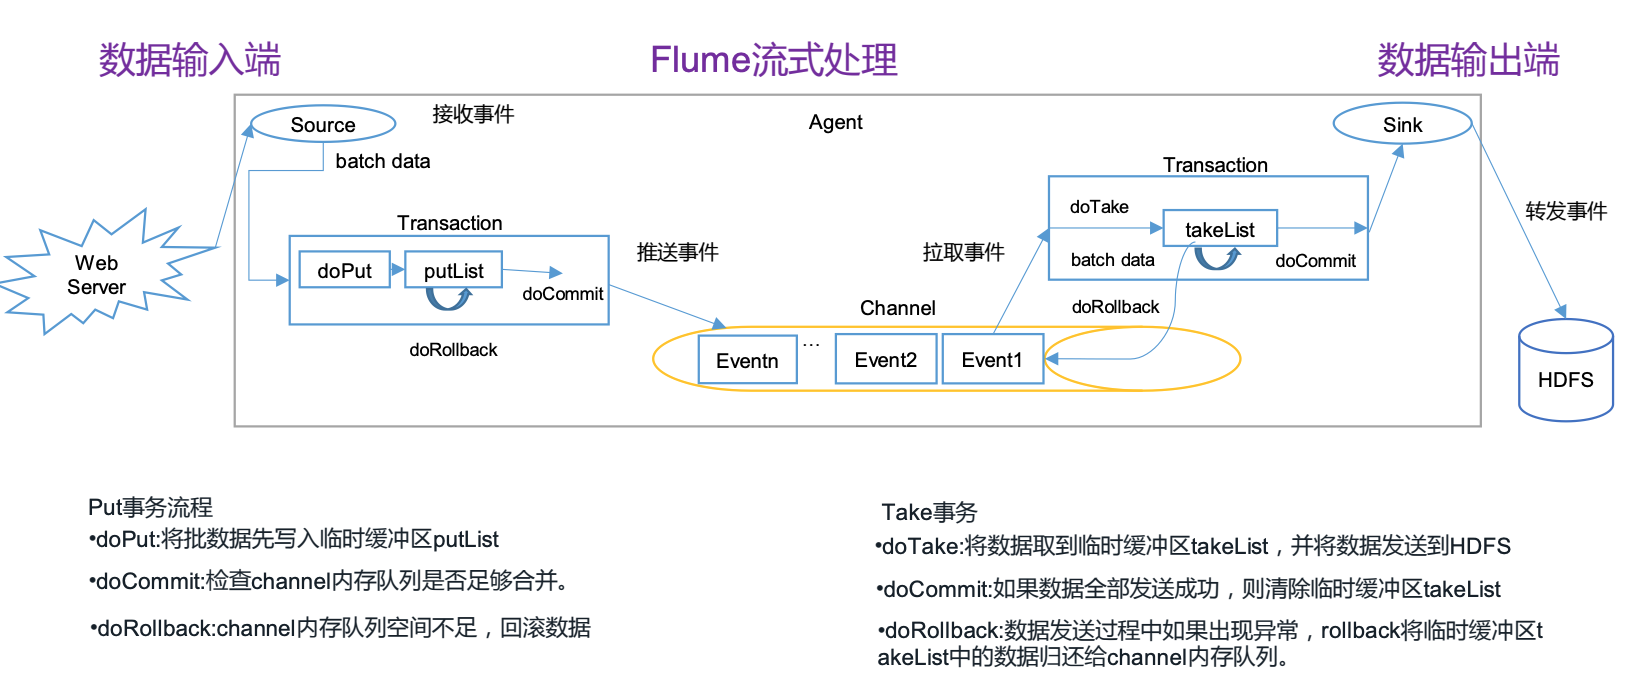 数据输入端
Flume流式处理
数据输出端
Source
接收事件
Agent
Sink
batch data
Transaction
Transaction
doTake
takeList
转发事件
Web
Server
doPut
putList
doCommit
推送事件
拉取事件
batch data
doCommit
doRollback
Channel
doRollback
Eventn
...
Event2
Event1
HDFS
Put事务流程
•doPut:将批数据先写入临时缓冲区putList
•doCommit:检查channel内存队列是否足够合并。
•doRollback:channel内存队列空间不足，回滚数据
Take事务
•doTake:将数据取到临时缓冲区takeList，并将数据发送到HDFS
•doCommit:如果数据全部发送成功，则清除临时缓冲区takeList
•doRollback:数据发送过程中如果出现异常，rollback将临时缓冲区t
akeList中的数据归还给channel内存队列。